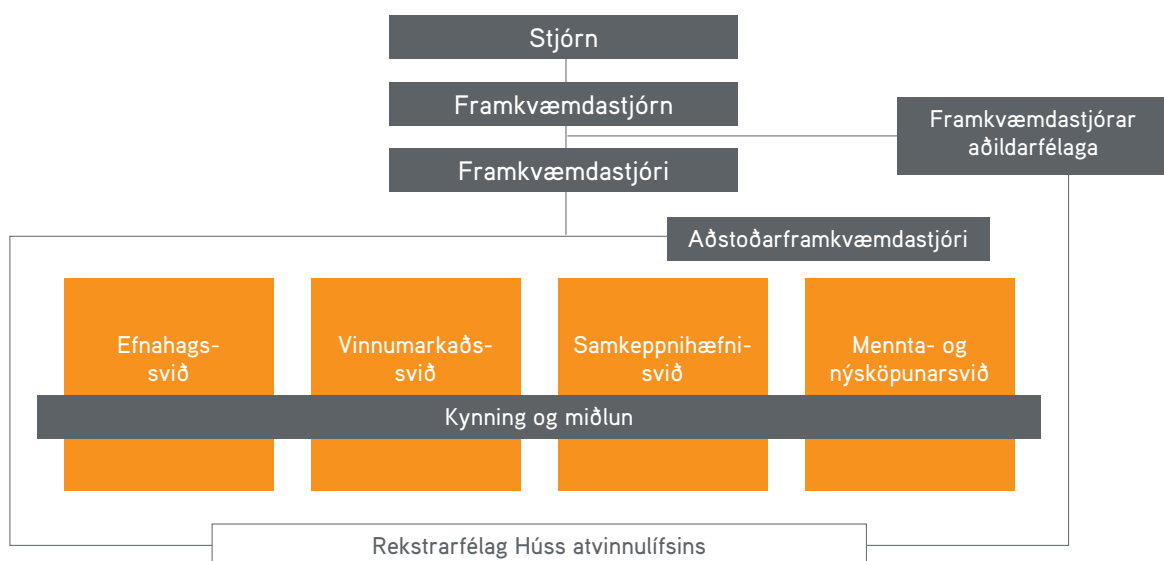 Stjórn
Framkvæmdastjórn
Framkvæmdastjórar
aðildarfélaga
Framkvæmdastjóri
Aðstoðarframkvæmdastjóri
Efnahags-
svið
Vinnumarkaðs-
svið
Samkeppnihæfni-
svið
Mennta- og
nýsköpunarsvið
Kynning og miðlun
Rekstrarfélag Húss atvinnulífsins